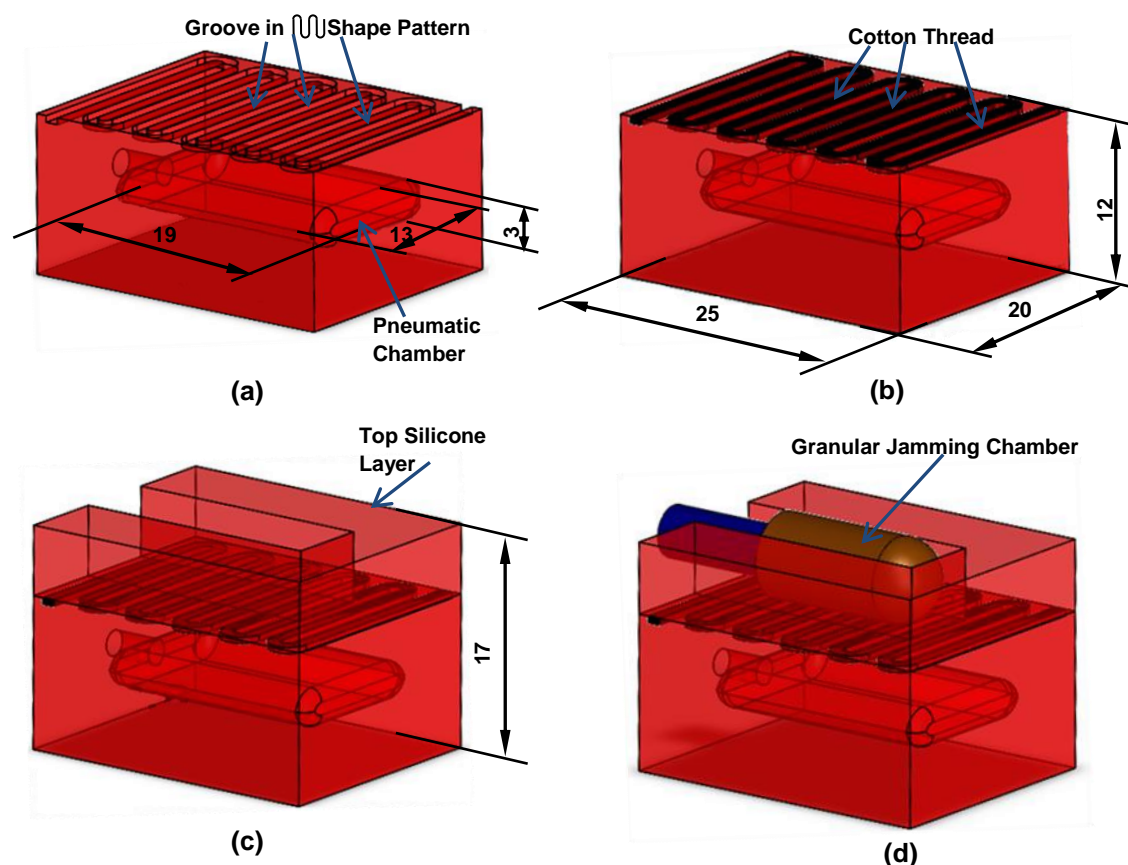 Groove in Shape Pattern
19
13
3
Pneumatic
Chamber
(a)
Cotton Thread
12
25
20
(b)
Top Silicone
Layer
17
(c)
Granular Jamming Chamber
(d)